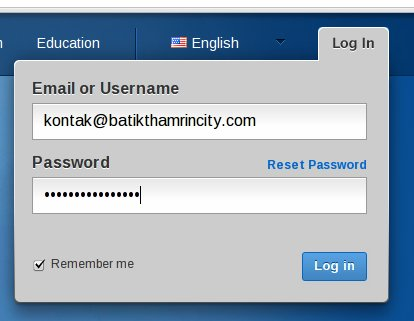 Education English Log In
Email or Username
kontak@batikthamrincity.com
Password Reset Password
••••••••••••••••
Remember me Log in